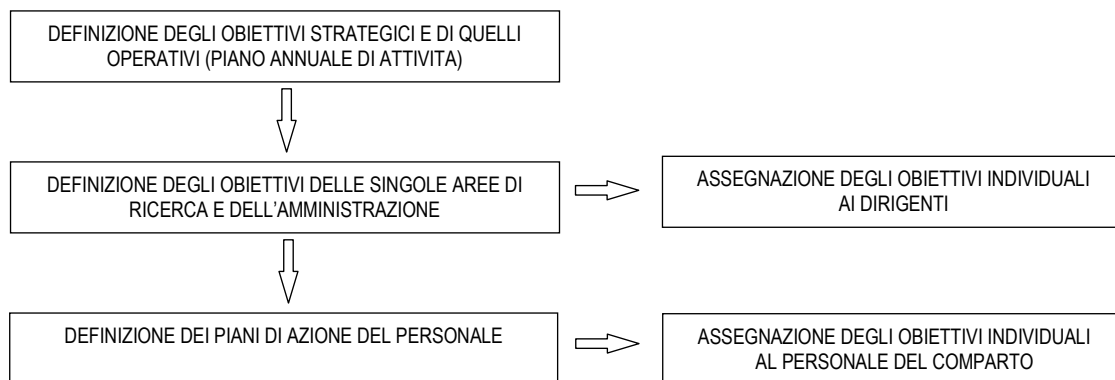 DEFINIZIONE DEGLI OBIETTIVI STRATEGICI E DI QUELLI
OPERATIVI (PIANO ANNUALE DI ATTIVITA)
DEFINIZIONE DEGLI OBIETTIVI DELLE SINGOLE AREE DI
RICERCA E DELL’AMMINISTRAZIONE
ASSEGNAZIONE DEGLI OBIETTIVI INDIVIDUALI
AI DIRIGENTI
DEFINIZIONE DEI PIANI DI AZIONE DEL PERSONALE
ASSEGNAZIONE DEGLI OBIETTIVI INDIVIDUALI
AL PERSONALE DEL COMPARTO